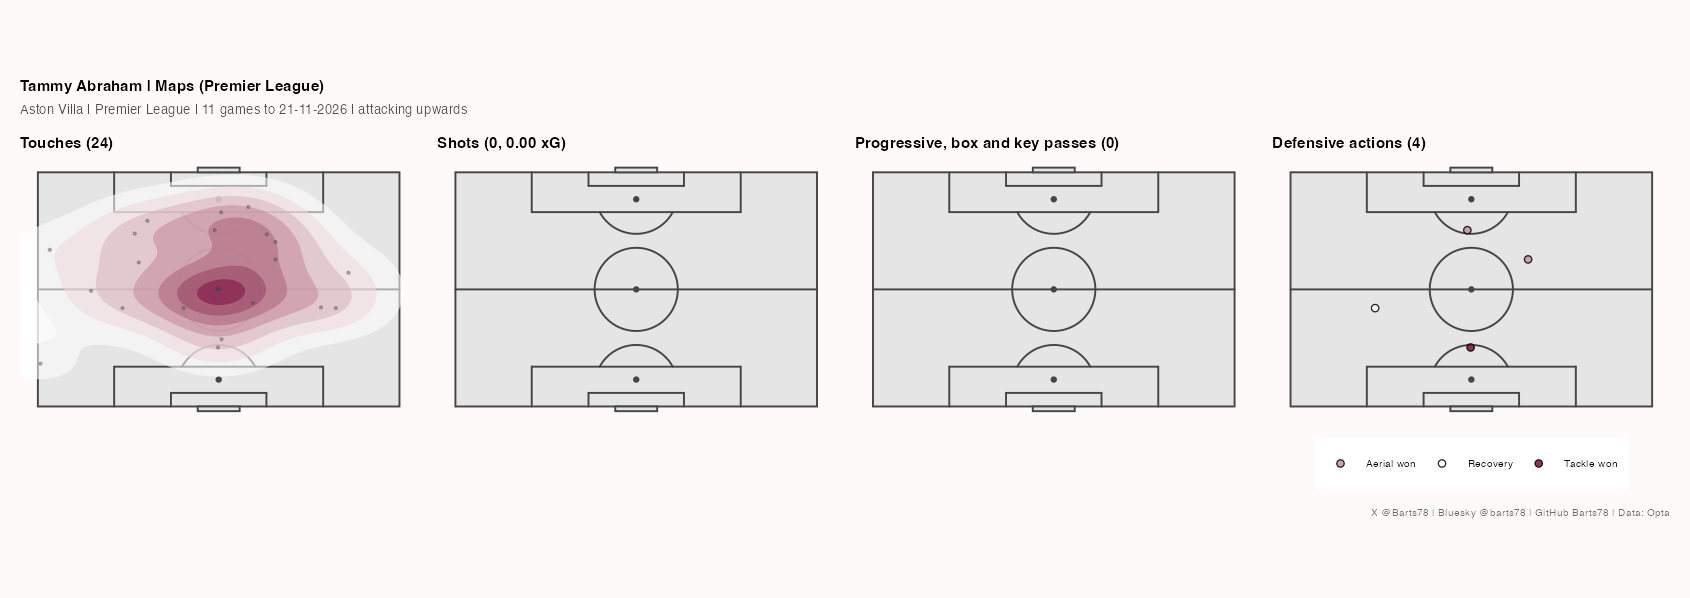 Tammy Abraham | Maps (Premier League)
Aston Villa | Premier League | 11 games to 21-11-2026 | attacking upwards
Touches (24)
Shots (0, 0.00 xG)
Progressive, box and key passes (0)
Defensive actions (4)
Aerial won
Recovery
Tackle won
X @Barts78 | Bluesky @barts78 | GitHub Barts78 | Data: Opta